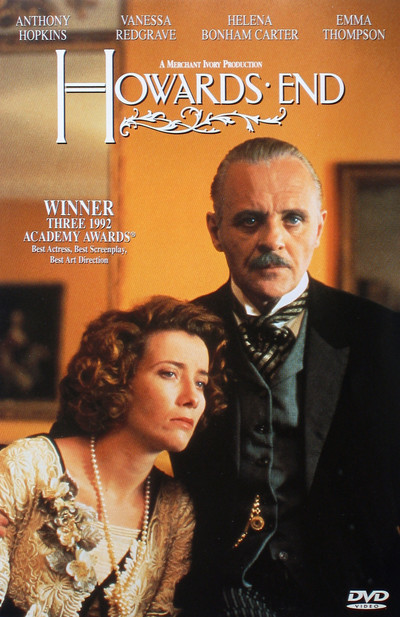 ANTHONY HOPKINS
VANESSA REDGRAVE
HELENA BONHAM CARTER
EMMA THOMPSON
A MERCHANT IVORY PRODUCTION
HOWARDS·END
WINNER
THREE 1992
ACADEMY AWARDS®
Best Actress, Best Screenplay,
Best Art Direction
DVD
VIDEO